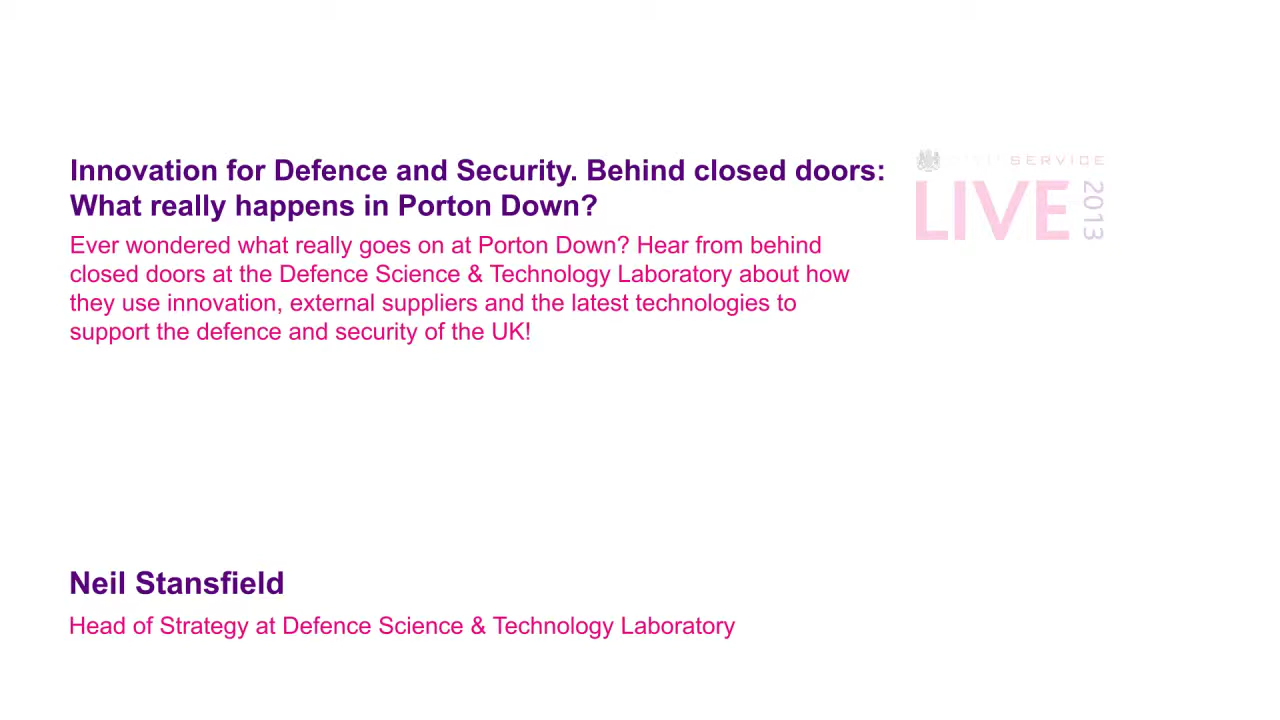 Innovation for Defence and Security. Behind closed doors:
What really happens in Porton Down?
Ever wondered what really goes on at Porton Down? Hear from behind
closed doors at the Defence Science & Technology Laboratory about how
they use innovation, external suppliers and the latest technologies to
support the defence and security of the UK!
SERVICE
LIVE
2013
Neil Stansfield
Head of Strategy at Defence Science & Technology Laboratory